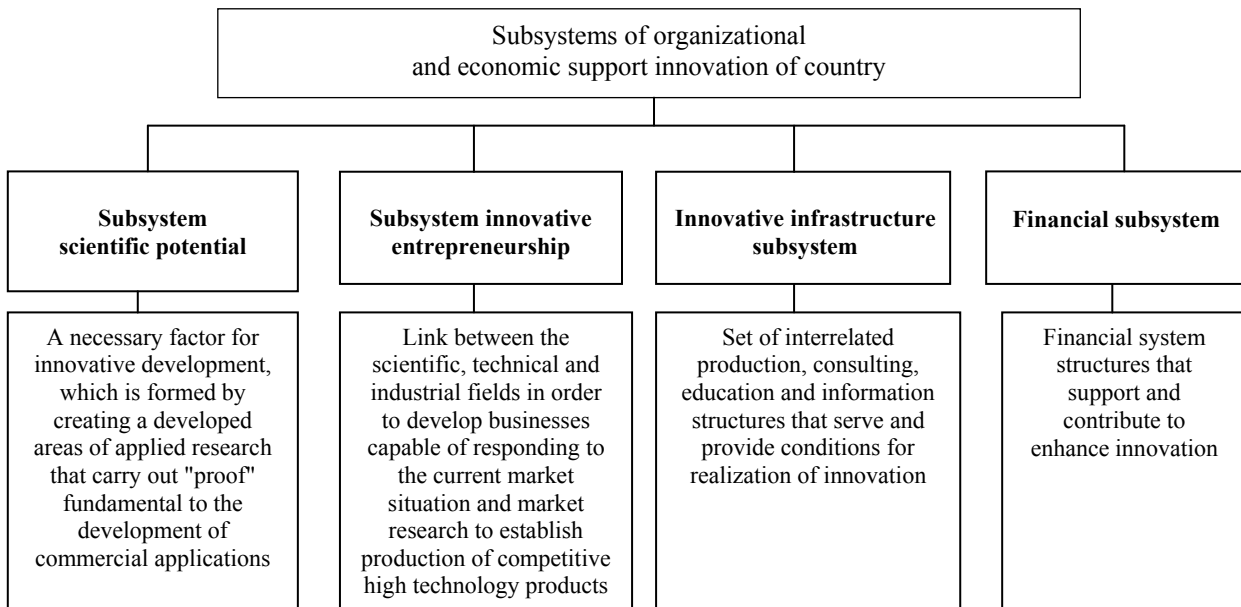 Subsystems of organizational
and economic support innovation of country
Subsystem
scientific potential
Subsystem innovative
entrepreneurship
Innovative infrastructure
subsystem
Financial subsystem
A necessary factor for
innovative development,
which is formed by
creating a developed
areas of applied research
that carry out "proof"
fundamental to the
development of
commercial applications
Link between the
scientific, technical and
industrial fields in order
to develop businesses
capable of responding to
the current market
situation and market
research to establish
production of competitive
high technology products
Set of interrelated
production, consulting,
education and information
structures that serve and
provide conditions for
realization of innovation
Financial system
structures that
support and
contribute to
enhance innovation